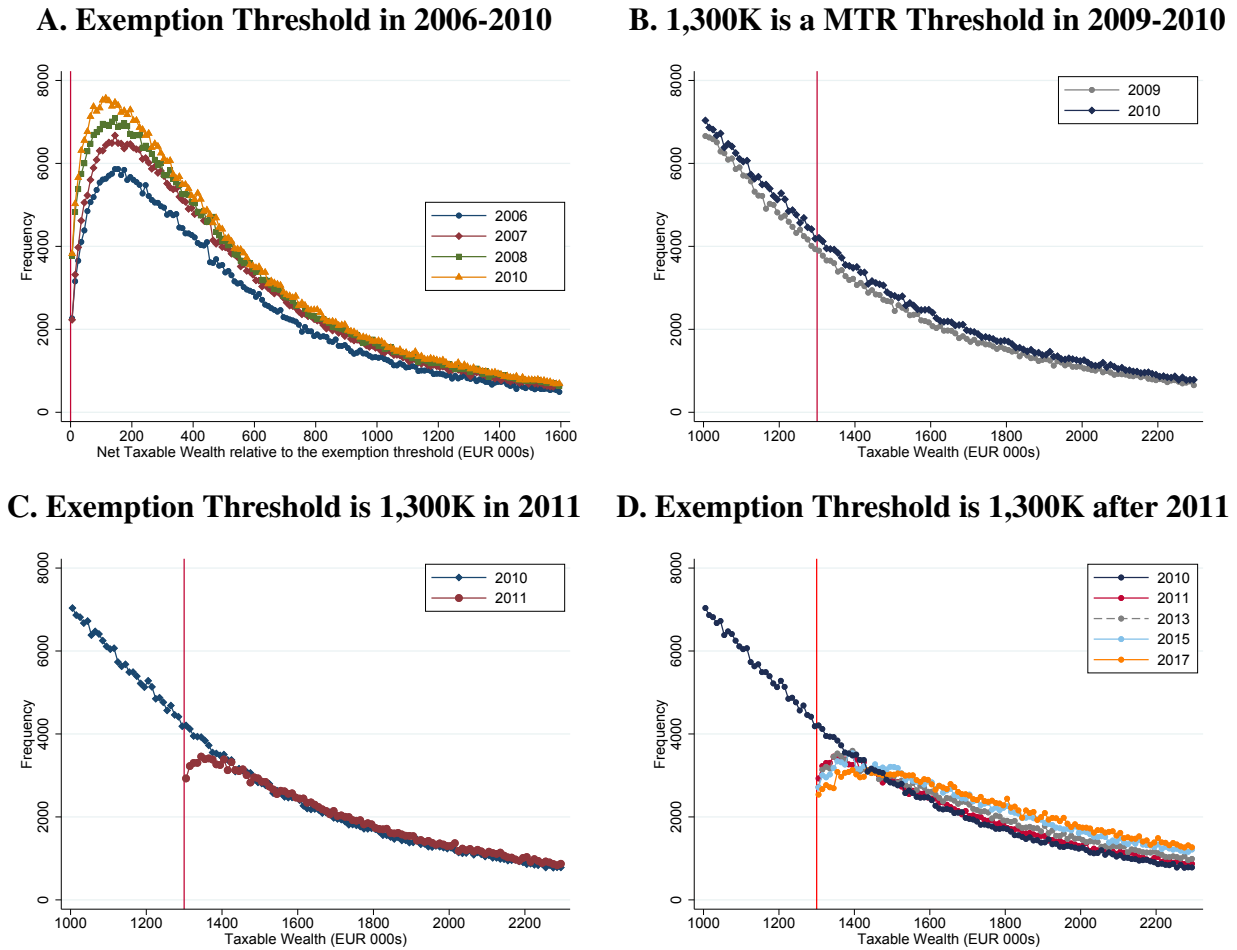 A. Exemption Threshold in 2006-2010
B. 1,300K is a MTR Threshold in 2009-2010
Frequency
0 2000 4000 6000 8000
2006
2007
2008
2010
0 200 400 600 800 1000 1200 1400 1600
Net Taxable Wealth relative to the exemption threshold (EUR 000s)
Frequency
0 2000 4000 6000 8000
2009
2010
1000 1200 1400 1600 1800 2000 2200
Taxable Wealth (EUR 000s)
C. Exemption Threshold is 1,300K in 2011
D. Exemption Threshold is 1,300K after 2011
Frequency
0 2000 4000 6000 8000
2010
2011
1000 1200 1400 1600 1800 2000 2200
Taxable Wealth (EUR 000s)
Frequency
0 2000 4000 6000 8000
2010
2011
2013
2015
2017
1000 1200 1400 1600 1800 2000 2200
Taxable Wealth (EUR 000s)